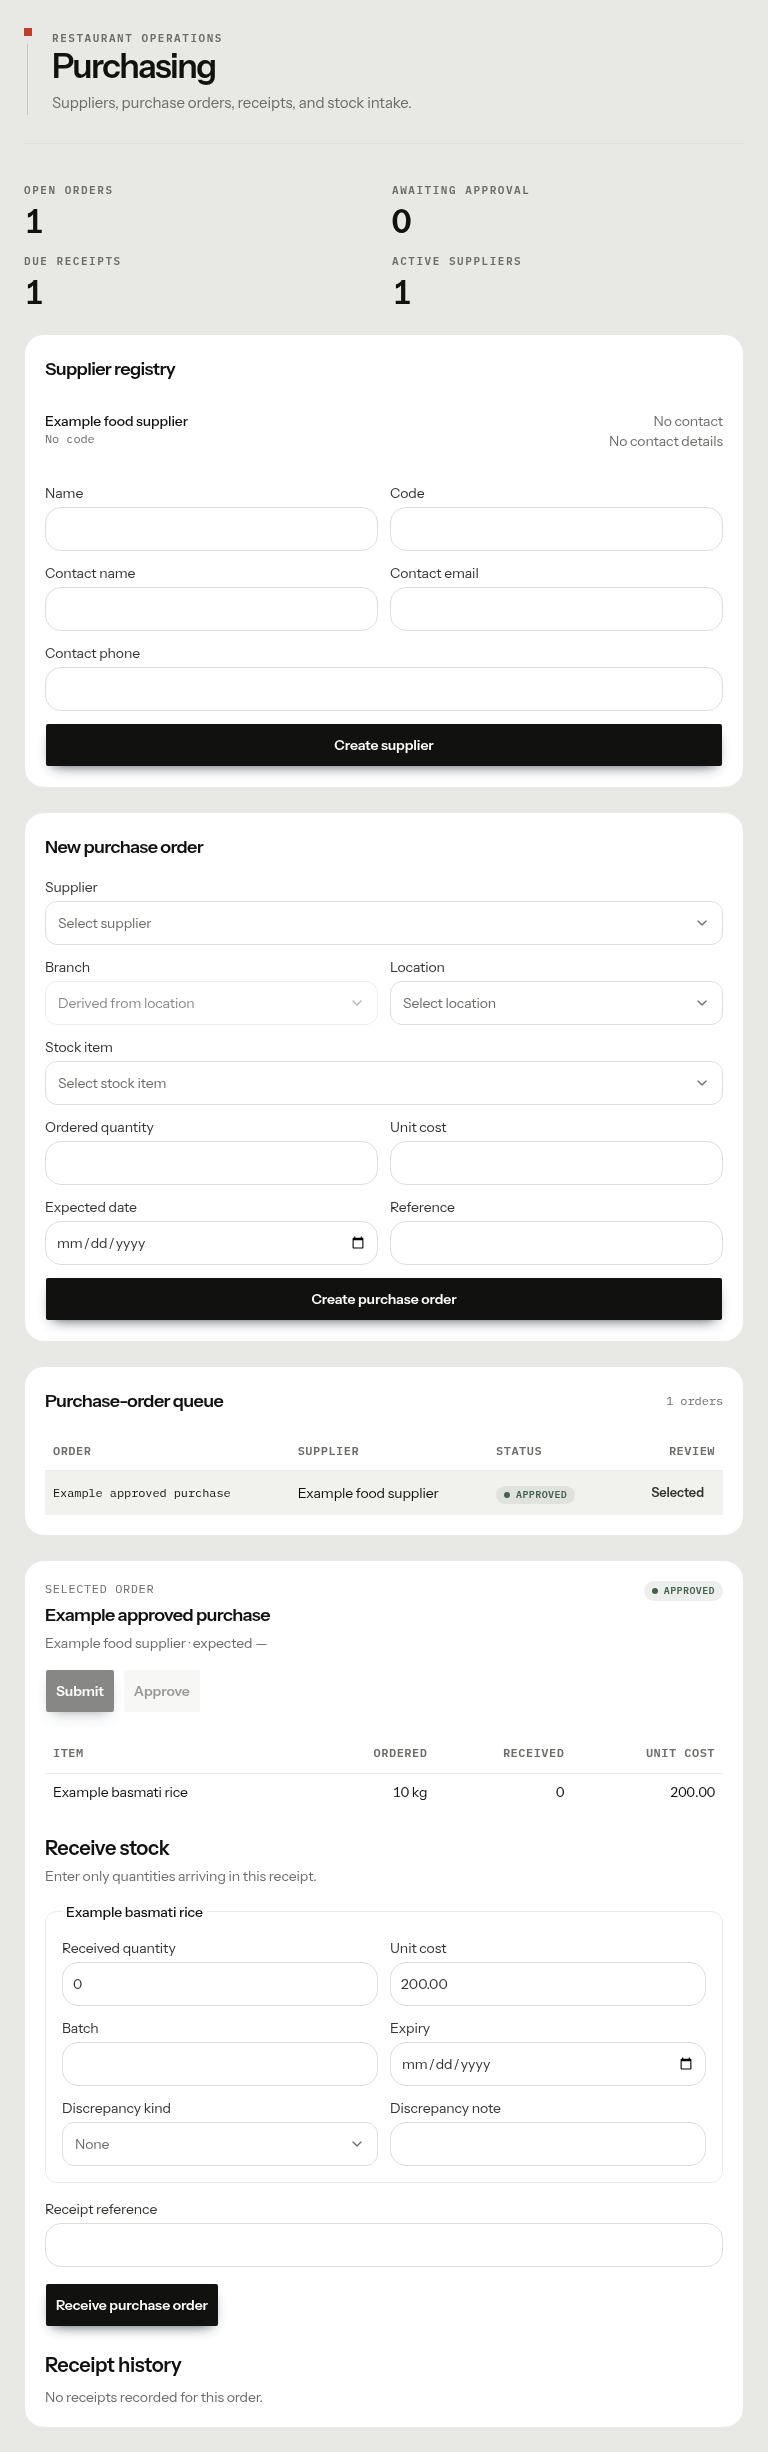 RESTAURANT OPERATIONS
Purchasing
Suppliers, purchase orders, receipts, and stock intake.
OPEN ORDERS
1
AWAITING APPROVAL
0
DUE RECEIPTS
1
ACTIVE SUPPLIERS
1
Supplier registry
Example food supplier
No code
No contact
No contact details
Name
Code
Contact name
Contact email
Contact phone
Create supplier
New purchase order
Supplier
Select supplier
Branch
Location
Derived from location
Select location
Stock item
Select stock item
Ordered quantity
Unit cost
Expected date
Reference
mm/dd/yyyy
Create purchase order
Purchase-order queue
1 orders
ORDER SUPPLIER STATUS REVIEW
Example approved purchase Example food supplier APPROVED Selected
SELECTED ORDER
APPROVED
Example approved purchase
Example food supplier · expected —
Submit Approve
ITEM ORDERED RECEIVED UNIT COST
Example basmati rice 10 kg 0 200.00
Receive stock
Enter only quantities arriving in this receipt.
Example basmati rice
Received quantity
Unit cost
0
200.00
Batch
Expiry
mm/dd/yyyy
Discrepancy kind
Discrepancy note
None
Receipt reference
Receive purchase order
Receipt history
No receipts recorded for this order.